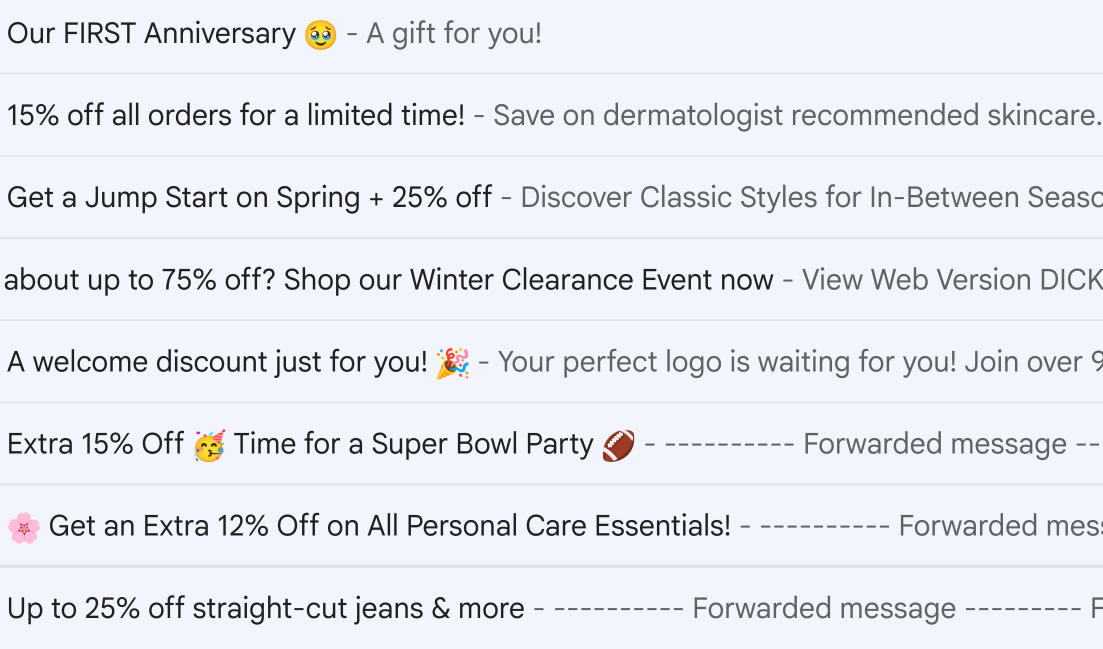 Our FIRST Anniversary 🥹 - A gift for you!
15% off all orders for a limited time! - Save on dermatologist recommended skincare.
Get a Jump Start on Spring + 25% off - Discover Classic Styles for In-Between Seaso
about up to 75% off? Shop our Winter Clearance Event now - View Web Version DICK
A welcome discount just for you! 🎉 - Your perfect logo is waiting for you! Join over 9
Extra 15% Off 🥳 Time for a Super Bowl Party 🏈 - ---------- Forwarded message --
🌸 Get an Extra 12% Off on All Personal Care Essentials! - ---------- Forwarded mess
Up to 25% off straight-cut jeans & more - ---------- Forwarded message --------- F